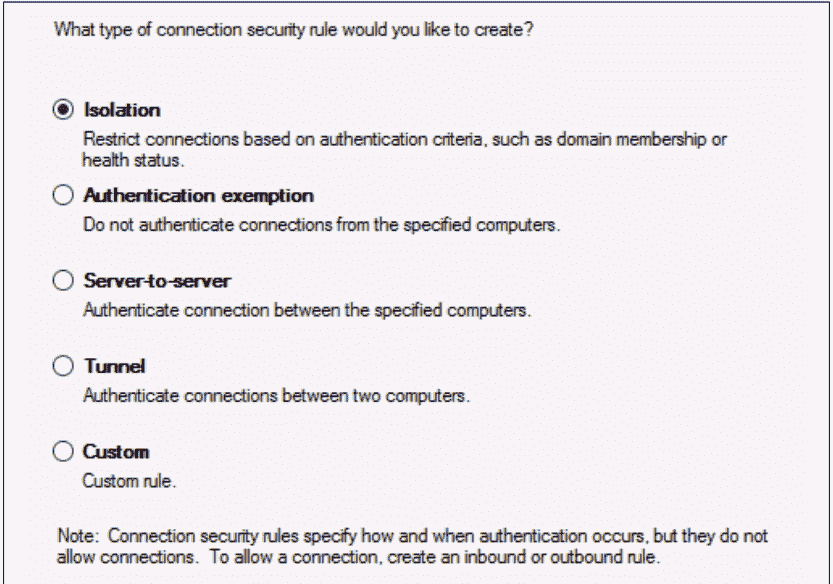 What type of connection security rule would you like to create?
Isolation
Restrict connections based on authentication criteria, such as domain membership or
health status.
Authentication exemption
Do not authenticate connections from the specified computers.
Server-to-server
Authenticate connection between the specified computers.
Tunnel
Authenticate connections between two computers.
Custom
Custom rule.
Note:  Connection security rules specify how and when authentication occurs, but they do not
allow connections.  To allow a connection, create an inbound or outbound rule.